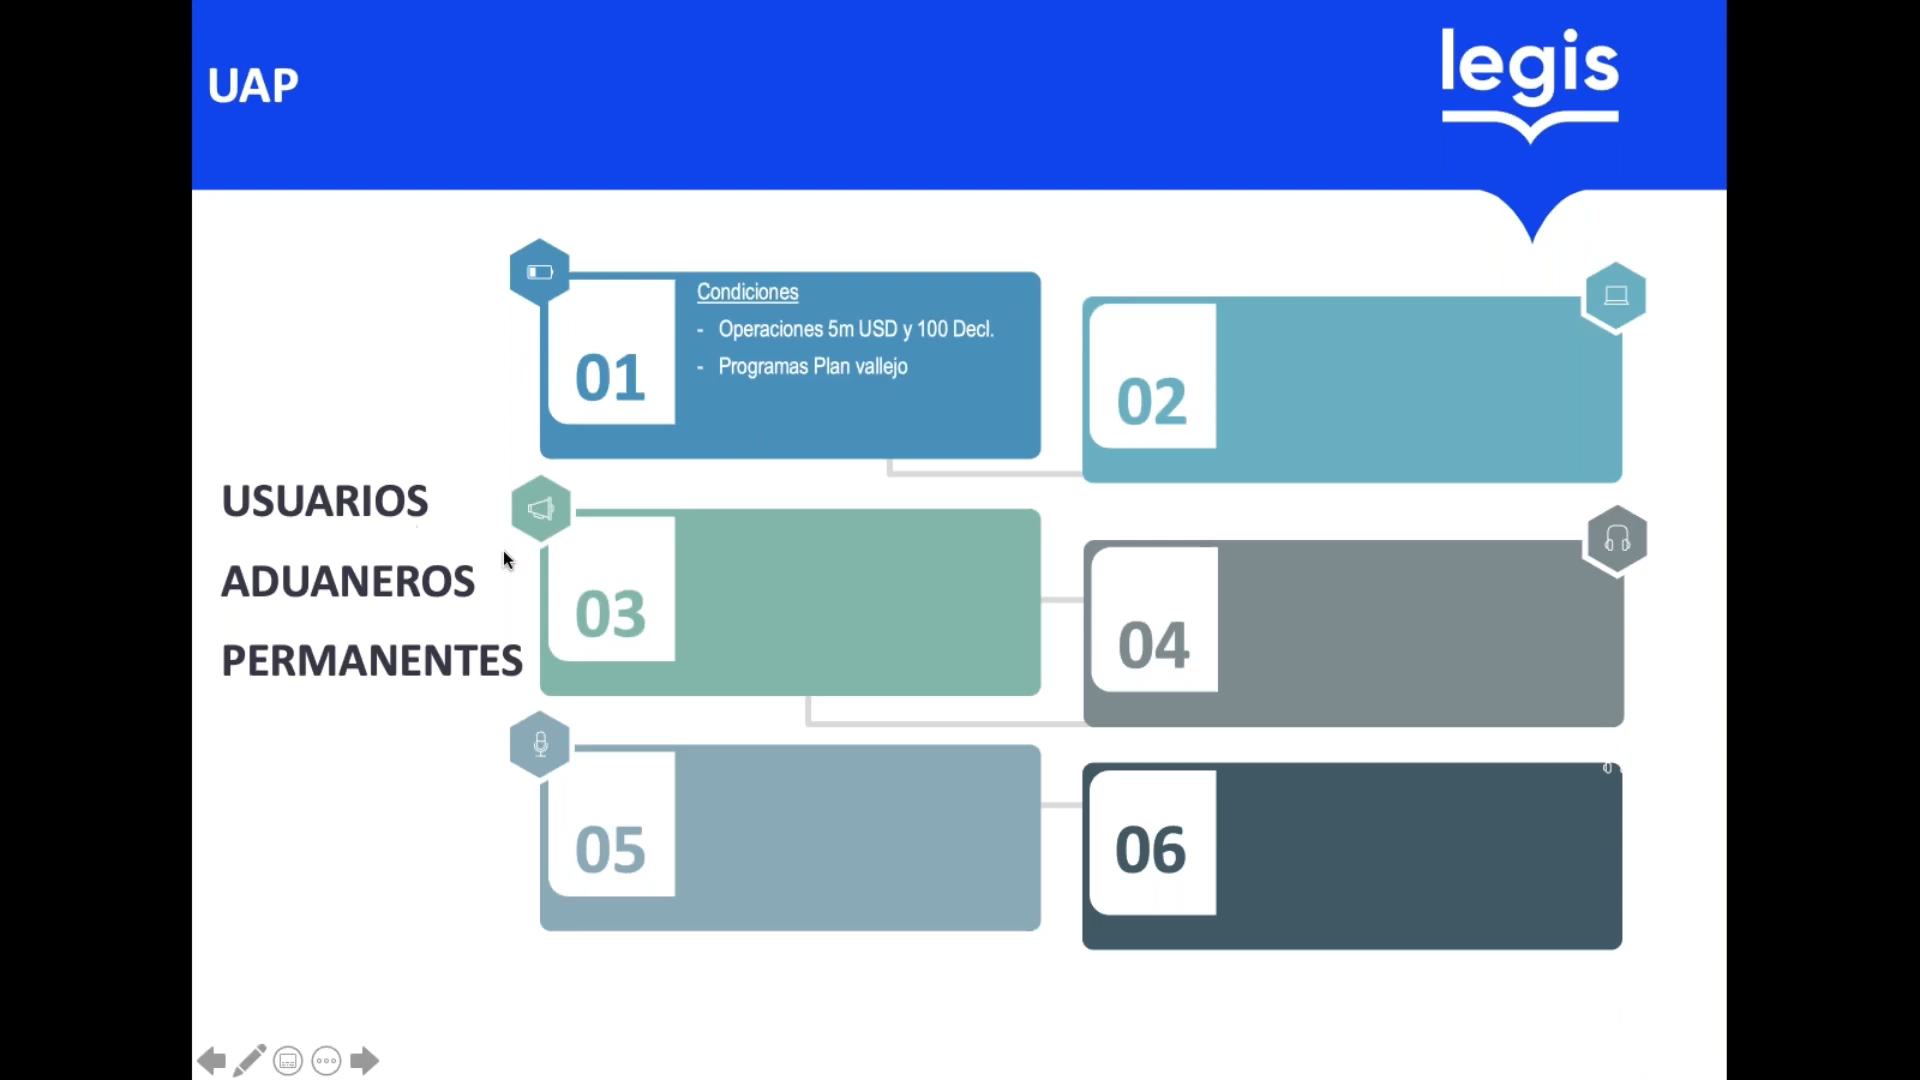 UAP
legis
Condiciones
- Operaciones 5m USD y 100 Decl.
- Programas Plan vallejo
01
02
USUARIOS
ADUANEROS
PERMANENTES
03
04
05
06